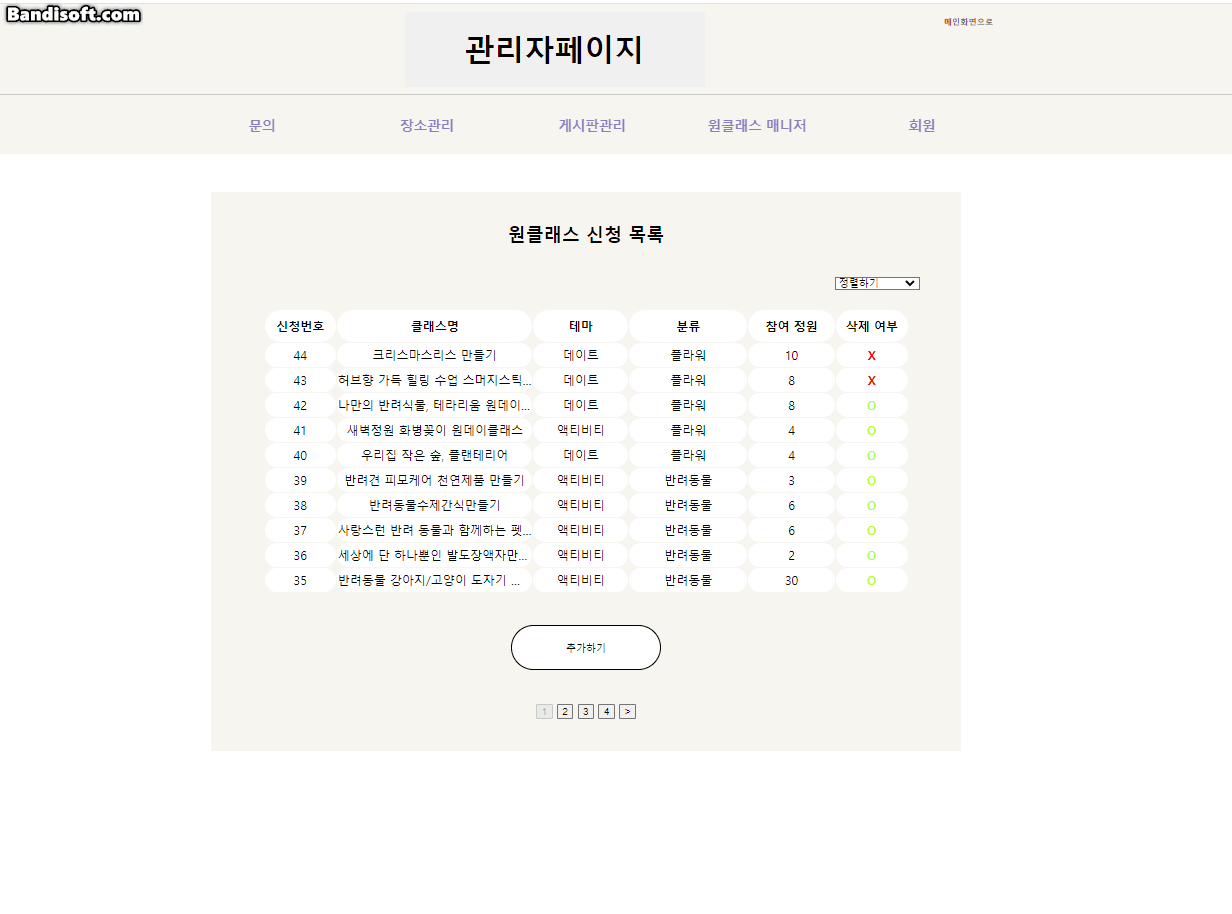 Bandisoft.com
메인화면으로
관리자페이지
문의 장소관리 게시판관리 원클래스 매니저 회원
원클래스 신청 목록
정렬하기
신청번호 클래스명 테마 분류 참여 정원 삭제 여부
44 크리스마스리스 만들기 데이트 플라워 10 X
43 허브향 가득 힐링 수업 스머지스틱... 데이트 플라워 8 X
42 나만의 반려식물, 테라리움 원데이... 데이트 플라워 8 O
41 새벽정원 화병꽂이 원데이클래스 액티비티 플라워 4 O
40 우리집 작은 숲, 플랜테리어 데이트 플라워 4 O
39 반려견 피모케어 천연제품 만들기 액티비티 반려동물 3 O
38 반려동물수제간식만들기 액티비티 반려동물 6 O
37 사랑스런 반려 동물과 함께하는 펫... 액티비티 반려동물 6 O
36 세상에 단 하나뿐인 발도장액자만... 액티비티 반려동물 2 O
35 반려동물 강아지/고양이 도자기 ... 액티비티 반려동물 30 O
추가하기
1 2 3 4 >